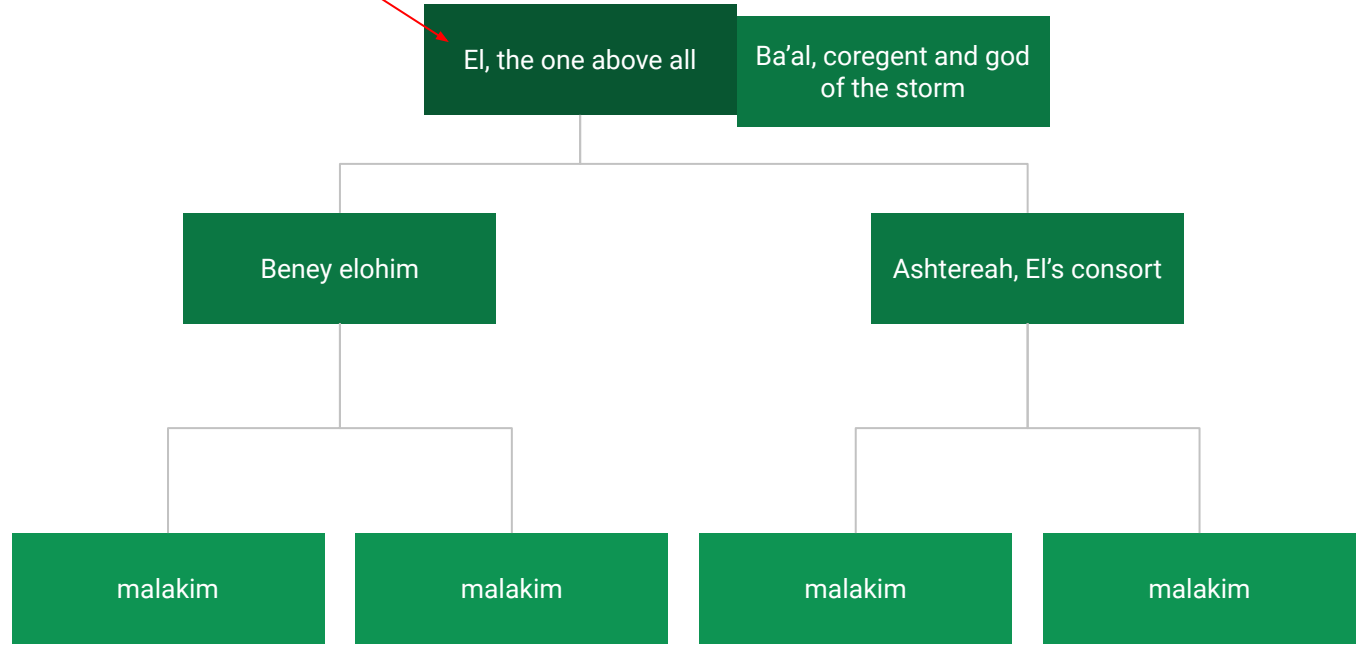 El, the one above all
Ba’al, coregent and god
of the storm
Beney elohim
Ashtereah, El’s consort
malakim
malakim
malakim
malakim